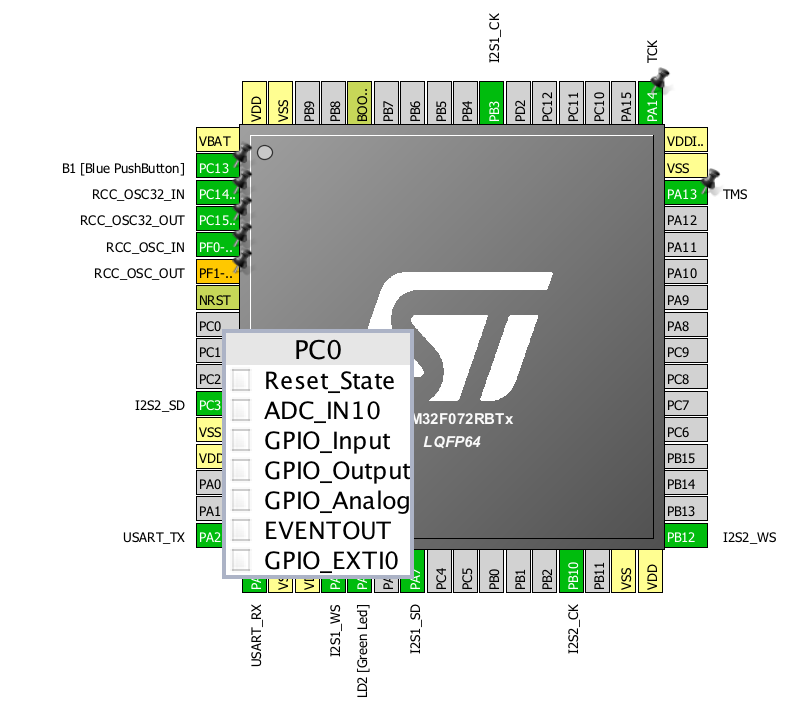 I2S1_CK
TCK
VDD
VSS
PB9
PB8
BOO..
PB7
PB6
PB5
PB4
PB3
PD2
PC12
PC11
PC10
PA15
PA14
VBAT
B1 [Blue PushButton]
PC13
RCC_OSC32_IN
PC14..
RCC_OSC32_OUT
PC15..
RCC_OSC_IN
PF0-..
RCC_OSC_OUT
PF1-..
NRST
PC0
PC1
PC2
I2S2_SD
PC3
VSS
VDD
PA0
PA1
USART_TX
PA2
PC0
Reset_State
ADC_IN10
GPIO_Input
GPIO_Output
GPIO_Analog
EVENTOUT
GPIO_EXTI0
M32F072RBTx
LQFP64
VDDI..
VSS
PA13
TMS
PA12
PA11
PA10
PA9
PA8
PC9
PC8
PC7
PC6
PB15
PB14
PB13
PB12
I2S2_WS
PC4
PC5
PB0
PB1
PB2
PB10
PB11
VSS
VDD
USART_RX
I2S1_WS
LD2 [Green Led]
I2S1_SD
I2S2_CK